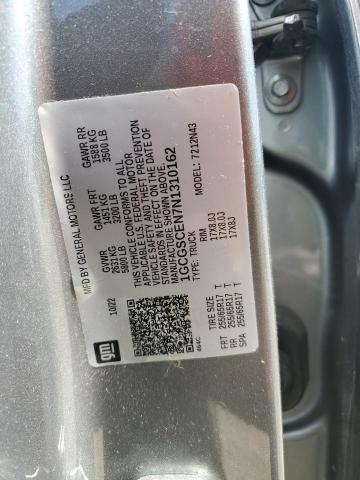 MFD BY GENERAL MOTORS LLC
gm
10/22
GVWR
2631 KG
5800 LB
GAWR FRT
1451 KG
3200 LB
GAWR RR
1588 KG
3500 LB
THIS VEHICLE CONFORMS TO ALL
APPLICABLE U.S. FEDERAL MOTOR
VEHICLE SAFETY AND THEFT PREVENTION
STANDARDS IN EFFECT ON THE DATE OF
MANUFACTURE SHOWN ABOVE.
1GCGSCEN7N1310162
TYPE: TRUCK MODEL: 7212N43
TIRE SIZE RIM
FRT 255/65R17 T 17X8.0J
RR 255/65R17 T 17X8.0J
SPA 255/65R17 T 17X8J